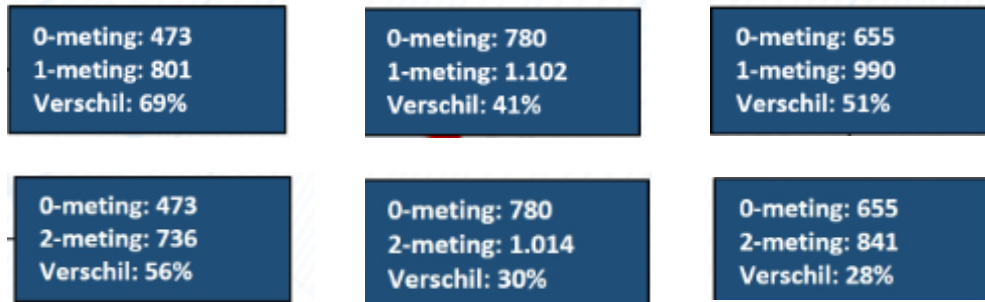 0-meting: 473
1-meting: 801
Verschil: 69%
0-meting: 780
1-meting: 1.102
Verschil: 41%
0-meting: 655
1-meting: 990
Verschil: 51%
0-meting: 473
2-meting: 736
Verschil: 56%
0-meting: 780
2-meting: 1.014
Verschil: 30%
0-meting: 655
2-meting: 841
Verschil: 28%